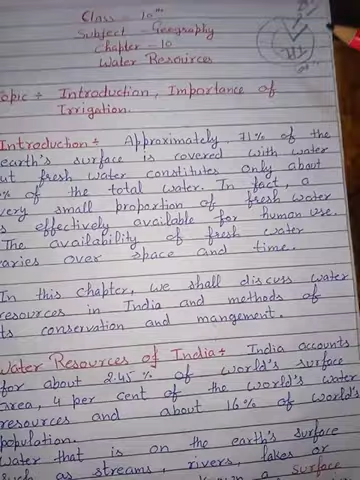 Class - 10th
Subject - Geography
Chapter - 10
Water Resources
opic ÷ Introduction, Importance of
Irrigation.
Introduction ÷ Approximately, 71% of the
earth's surface is covered with water
ut fresh water constitutes only about
% of the total water. In fact, a
very small proportion of fresh water
s effectively available for human use.
The availability of fresh water
aries over space and time.
In this chapter, we shall discuss water
resources in India and methods of
ts conservation and mangement.
Water Resources of India ÷ India accounts
for about 2.45% of world's surface
area, 4 per cent of the world's water
resources and about 16% of world's
population.
Water that is on the earth's surface
such as streams, rivers, lakes or
a surface